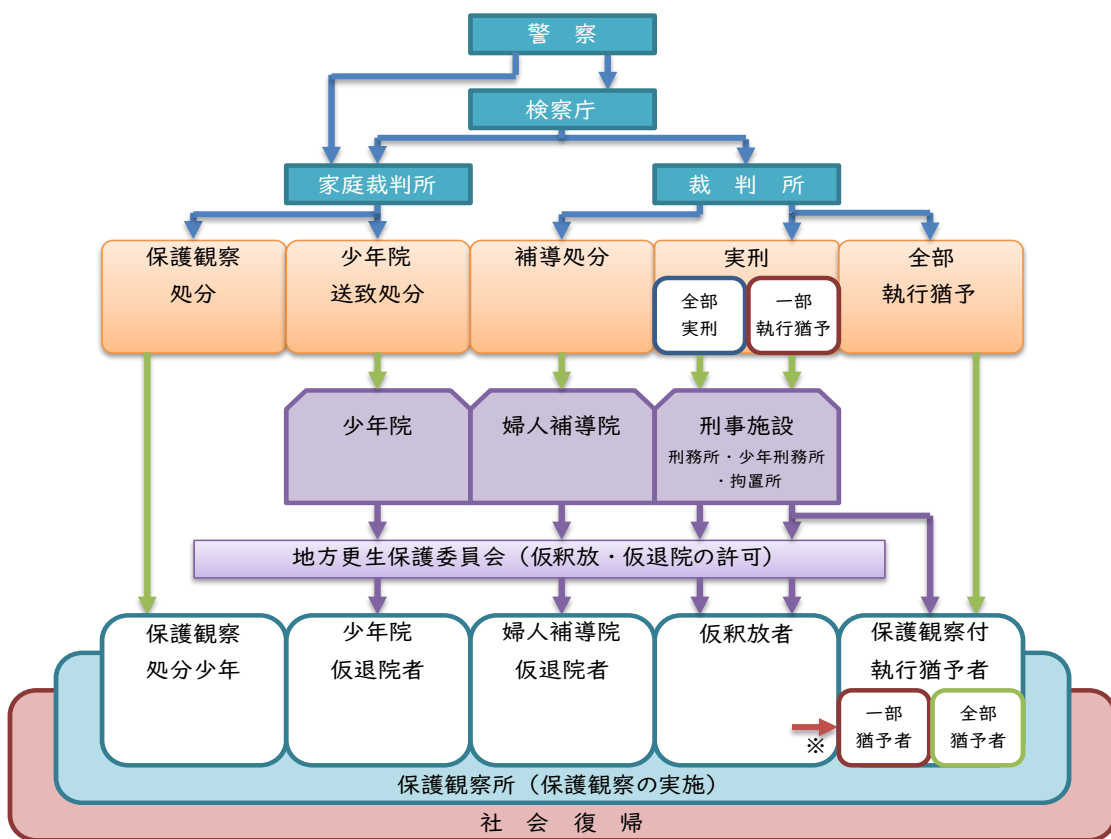 警 察
検察庁
家庭裁判所
裁 判 所
保護観察
処分
少年院
送致処分
補導処分
実刑
全部
実刑
一部
執行猶予
全部
執行猶予
少年院
婦人補導院
刑事施設
刑務所・少年刑務所
・拘置所
地方更生保護委員会（仮釈放・仮退院の許可）
保護観察
処分少年
少年院
仮退院者
婦人補導院
仮退院者
仮釈放者
※
保護観察付
執行猶予者
一部
猶予者
全部
猶予者
保護観察所（保護観察の実施）
社 会 復 帰